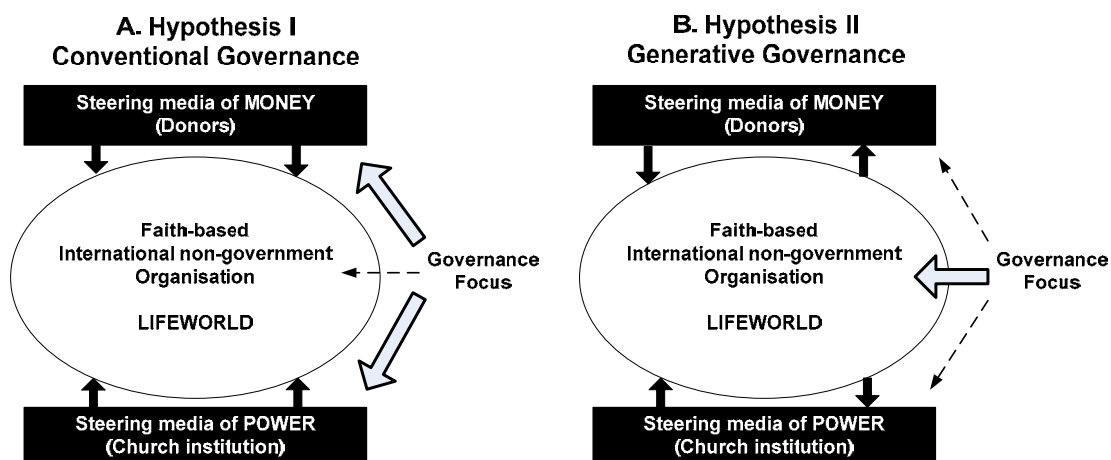 A. Hypothesis I
Conventional Governance
Steering media of MONEY
(Donors)
Faith-based
International non-government
Organisation
LIFEWORLD
Governance
Focus
Steering media of POWER
(Church institution)
B. Hypothesis II
Generative Governance
Steering media of MONEY
(Donors)
Faith-based
International non-government
Organisation
LIFEWORLD
Governance
Focus
Steering media of POWER
(Church institution)